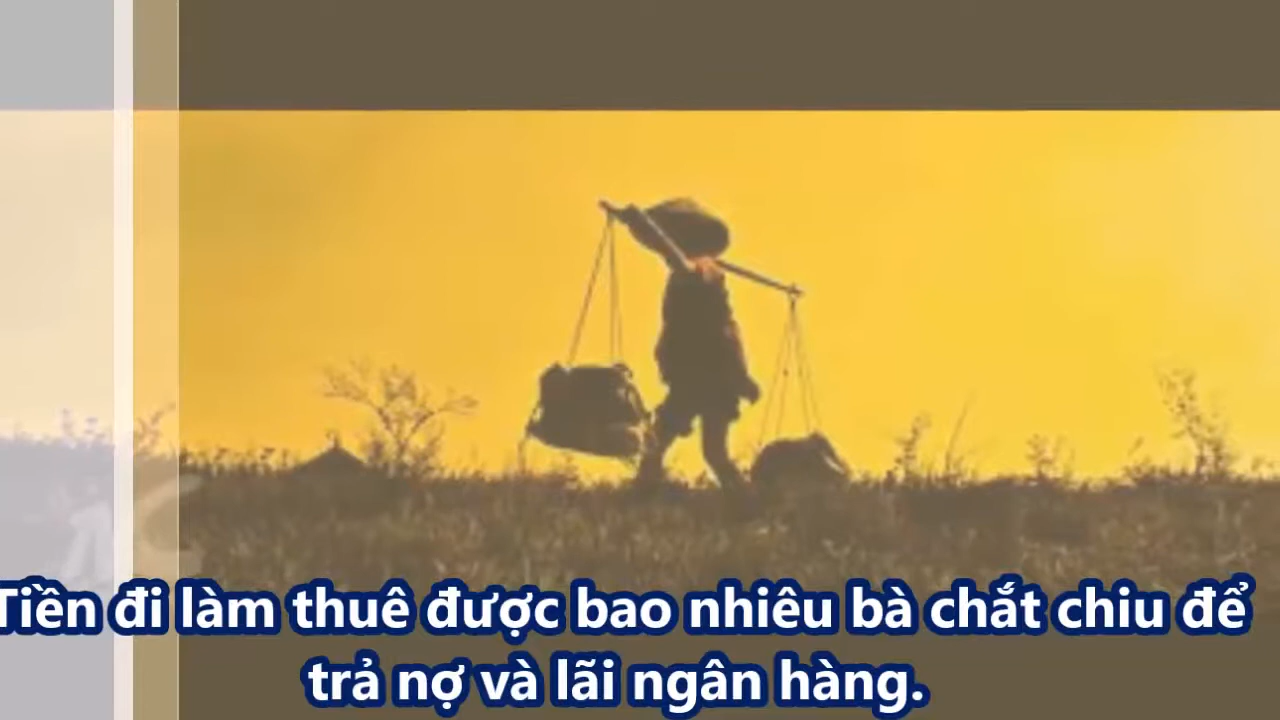 Tiền đi làm thuê được bao nhiêu bà chắt chiu để
trả nợ và lãi ngân hàng.